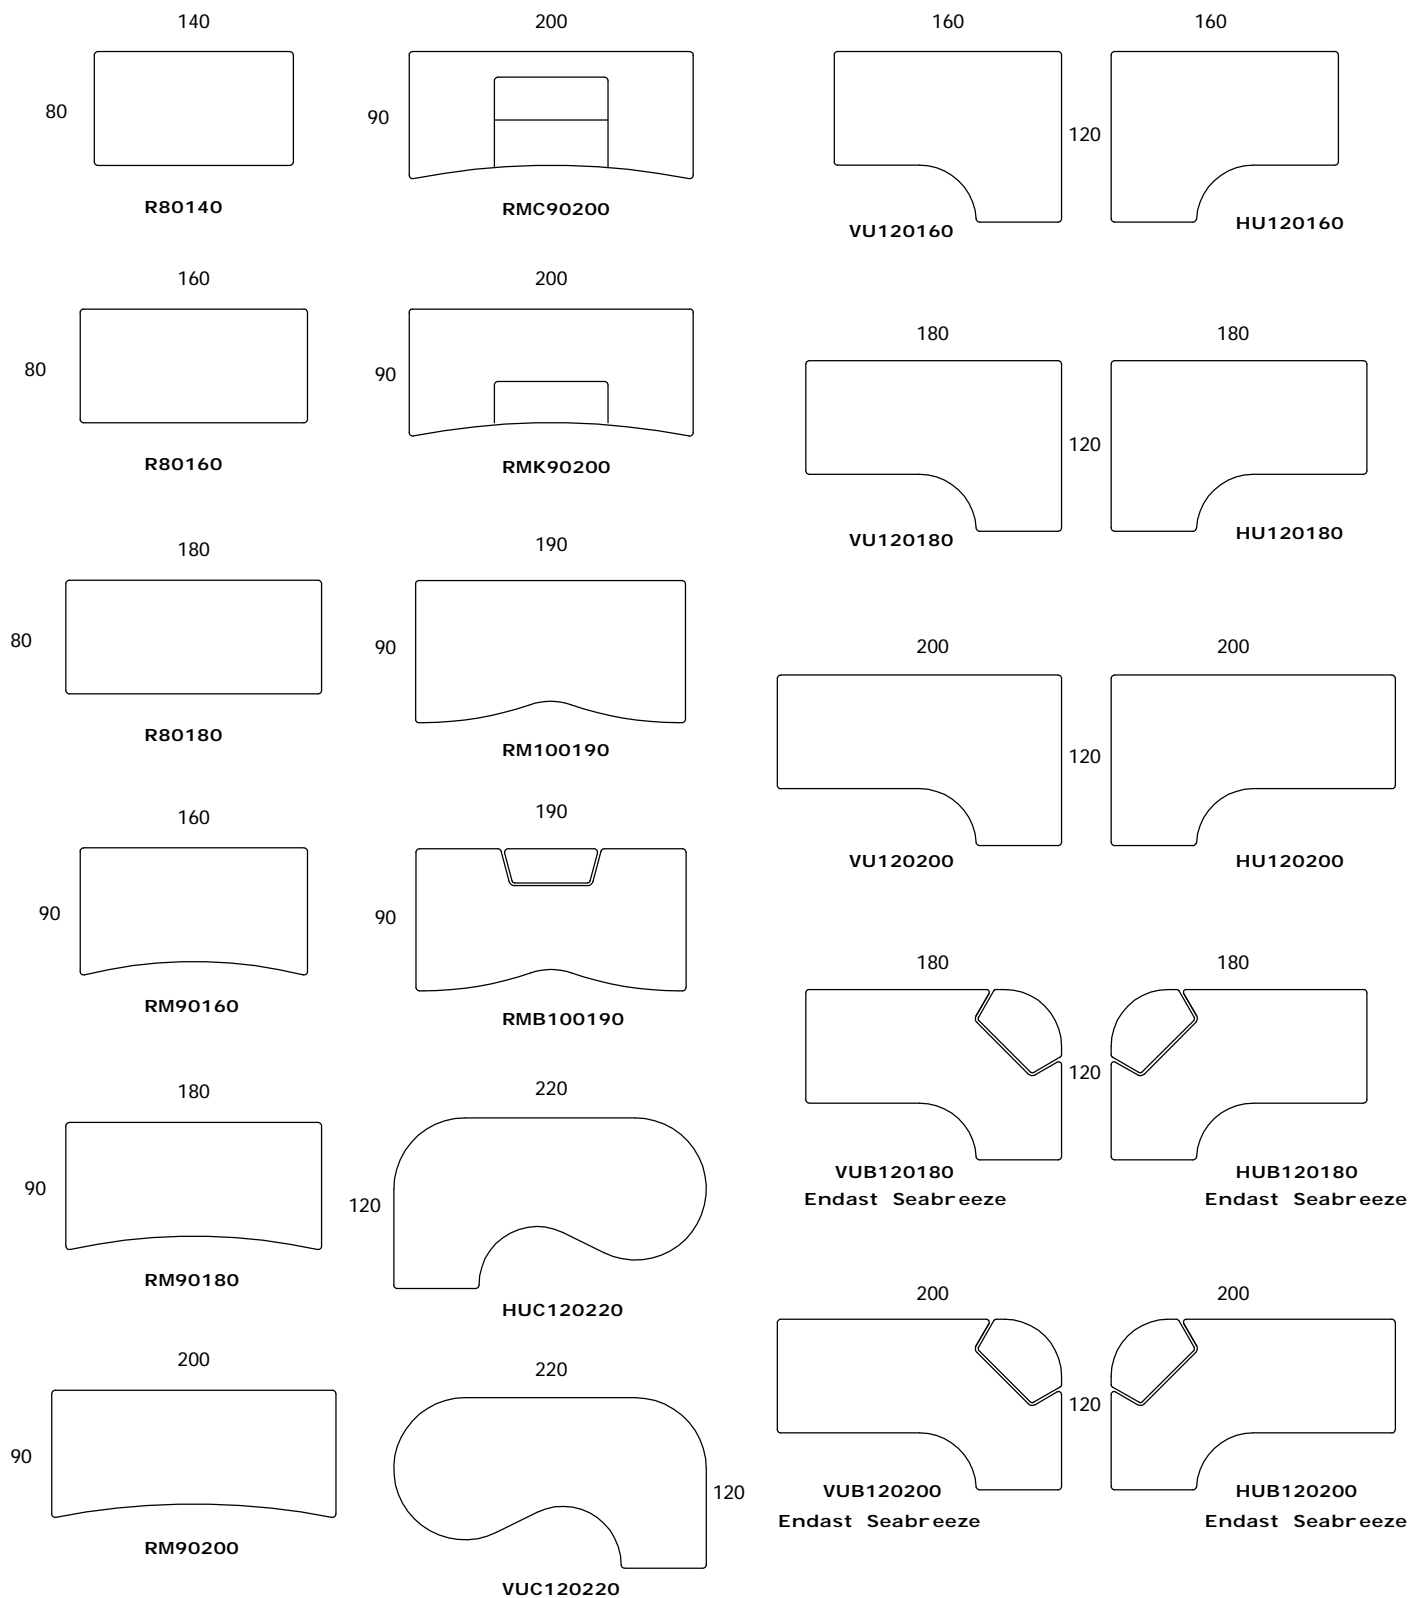 140
80
R80140
160
80
R80160
180
80
R80180
160
90
RM90160
180
90
RM90180
200
90
RM90200
200
90
RMC90200
200
90
RMK90200
190
90
RM100190
190
90
RMB100190
220
120
HUC120220
220
120
VUC120220
160
160
120
VU120160
HU120160
180
180
120
VU120180
HU120180
200
200
120
VU120200
HU120200
180
180
120
VUB120180
HUB120180
Endast Seabreeze
Endast Seabreeze
200
200
120
VUB120200
HUB120200
Endast Seabreeze
Endast Seabreeze